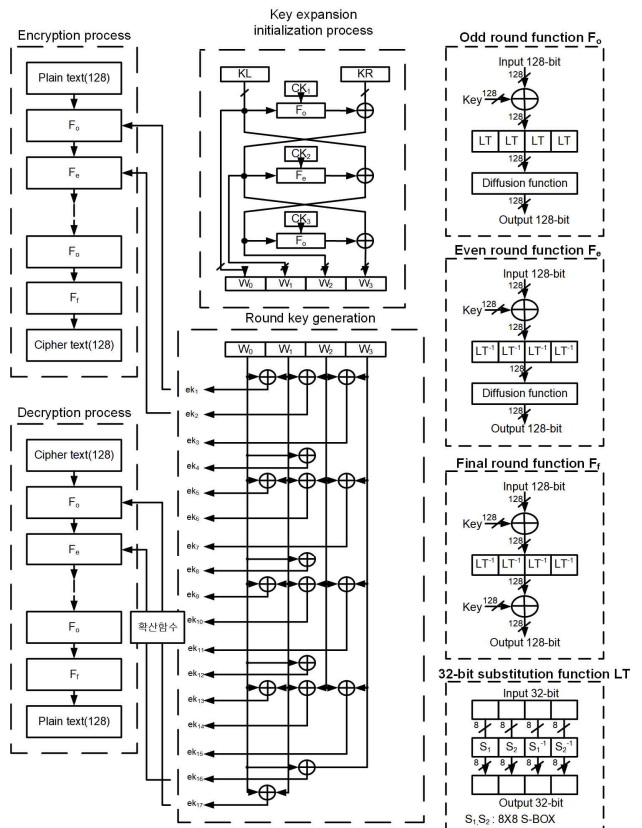 Encryption process
Plain text(128)
Fo
Fe
Fo
Ff
Cipher text(128)
Decryption process
Cipher text(128)
Fo
Fe
Fo
확산함수
Ff
Plain text(128)
Key expansion
initialization process
KL
KR
CK1
Fo
CK2
Fe
CK3
Fo
W0 W1 W2 W3
Round key generation
W0 W1 W2 W3
ek1
ek2
ek3
ek4
ek5
ek6
ek7
ek8
ek9
ek10
ek11
ek12
ek13
ek14
ek15
ek16
ek17
Odd round function Fo
Input 128-bit
128
Key 128
128
LT LT LT LT
128
Diffusion function
128
Output 128-bit
Even round function Fe
Input 128-bit
128
Key 128
128
LT-1 LT-1 LT-1 LT-1
128
Diffusion function
128
Output 128-bit
Final round function Ff
Input 128-bit
128
Key 128
128
LT-1 LT-1 LT-1 LT-1
128
Key 128
128
Output 128-bit
32-bit substitution function LT
Input 32-bit
8 8 8 8
S1 S2 S1-1 S2-1
8 8 8 8
Output 32-bit
S1,S2 : 8X8 S-BOX